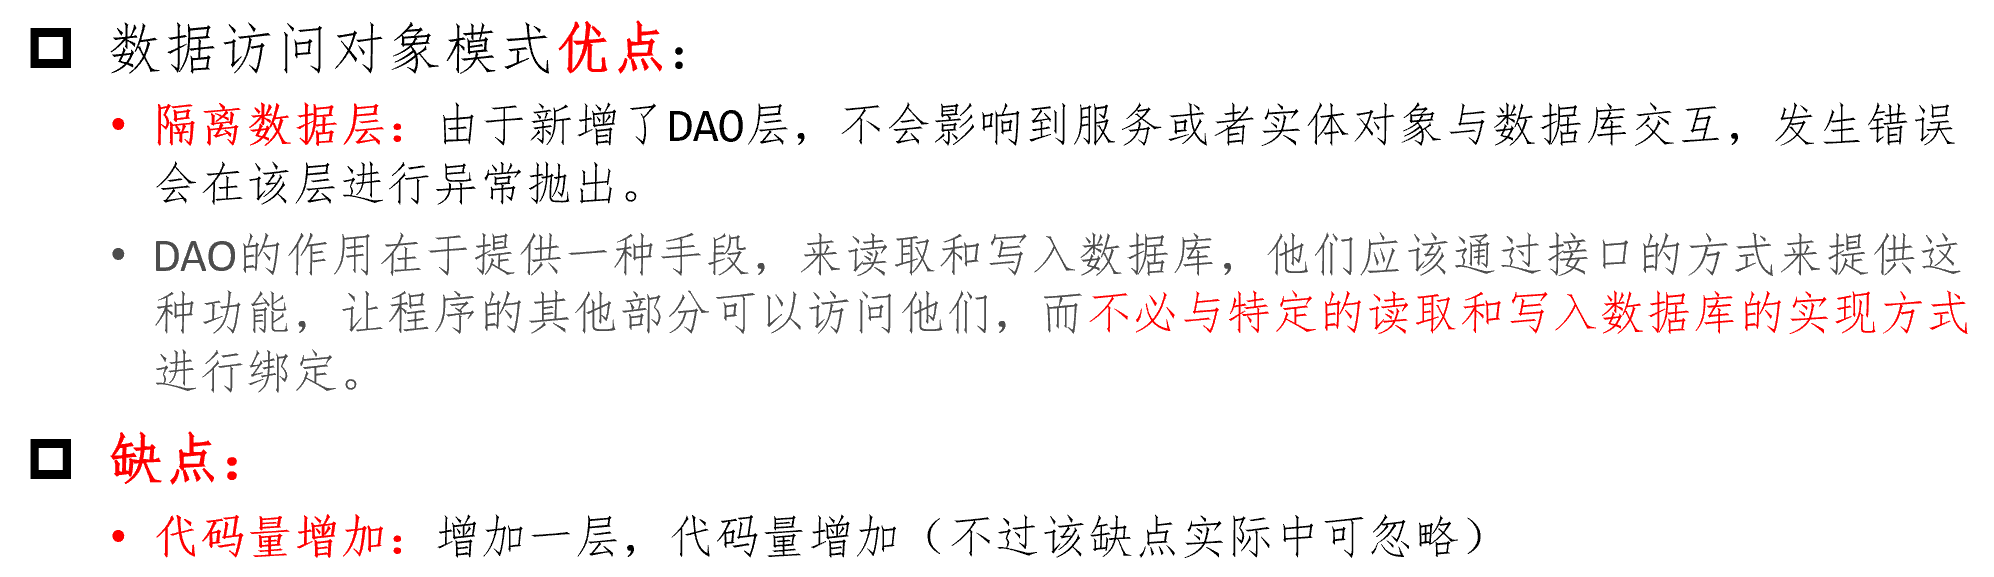 数据访问对象模式优点：
• 隔离数据层：由于新增了DAO层，不会影响到服务或者实体对象与数据库交互，发生错误
会在该层进行异常抛出。
• DAO的作用在于提供一种手段，来读取和写入数据库，他们应该通过接口的方式来提供这
种功能，让程序的其他部分可以访问他们，而不必与特定的读取和写入数据库的实现方式
进行绑定。
缺点：
• 代码量增加：增加一层，代码量增加（不过该缺点实际中可忽略）